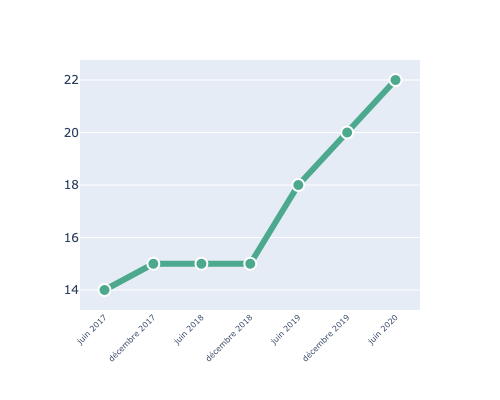 22
20
18
16
14
juin 2017
décembre 2017
juin 2018
décembre 2018
juin 2019
décembre 2019
juin 2020